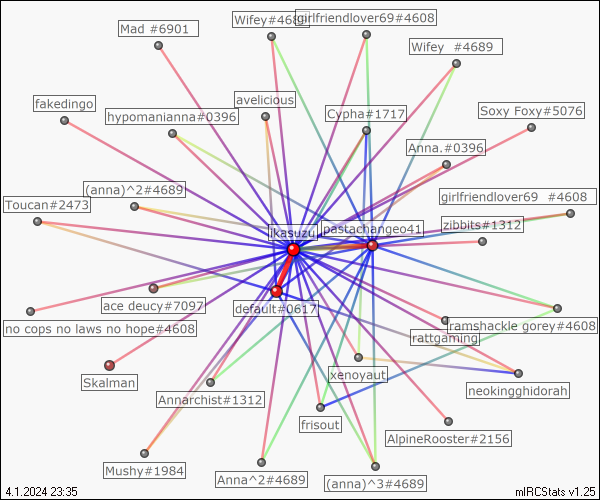 Mad #6901
Wifey#4689
girlfriendlover69#4608
Wifey  #4689
fakedingo
hypomanianna#0396
avelicious
Cypha#1717
Soxy Foxy#5076
Anna.#0396
Toucan#2473
(anna)^2#4689
girlfriendlover69  #4608
ikasuzu
pastachangeo41
zibbits#1312
ace deucy#7097
default#0617
no cops no laws no hope#4608
ramshackle gorey#4608
rattgaming
Skalman
xenoyaut
Annarchist#1312
neokingghidorah
frisout
AlpineRooster#2156
Mushy#1984
Anna^2#4689
(anna)^3#4689
4.1.2024 23:35
mIRCStats v1.25